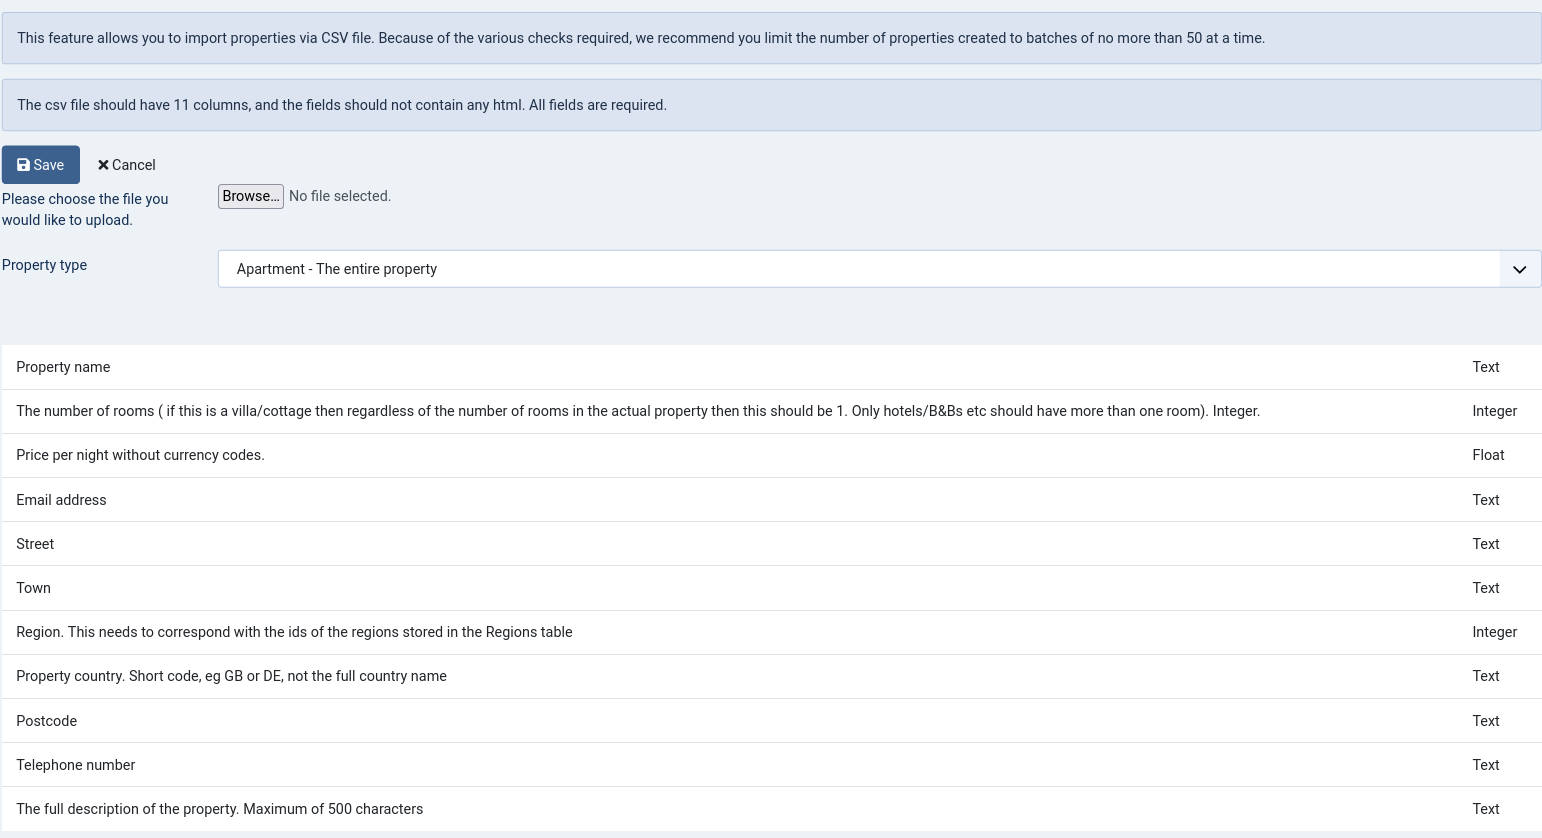 This feature allows you to import properties via CSV file. Because of the various checks required, we recommend you limit the number of properties created to batches of no more than 50 at a time.
The csv file should have 11 columns, and the fields should not contain any html. All fields are required.
Save Cancel
Please choose the file you
would like to upload.
Browse... No file selected.
Property type
Apartment - The entire property
Property name Text
The number of rooms ( if this is a villa/cottage then regardless of the number of rooms in the actual property then this should be 1. Only hotels/B&Bs etc should have more than one room). Integer. Integer
Price per night without currency codes. Float
Email address Text
Street Text
Town Text
Region. This needs to correspond with the ids of the regions stored in the Regions table Integer
Property country. Short code, eg GB or DE, not the full country name Text
Postcode Text
Telephone number Text
The full description of the property. Maximum of 500 characters Text